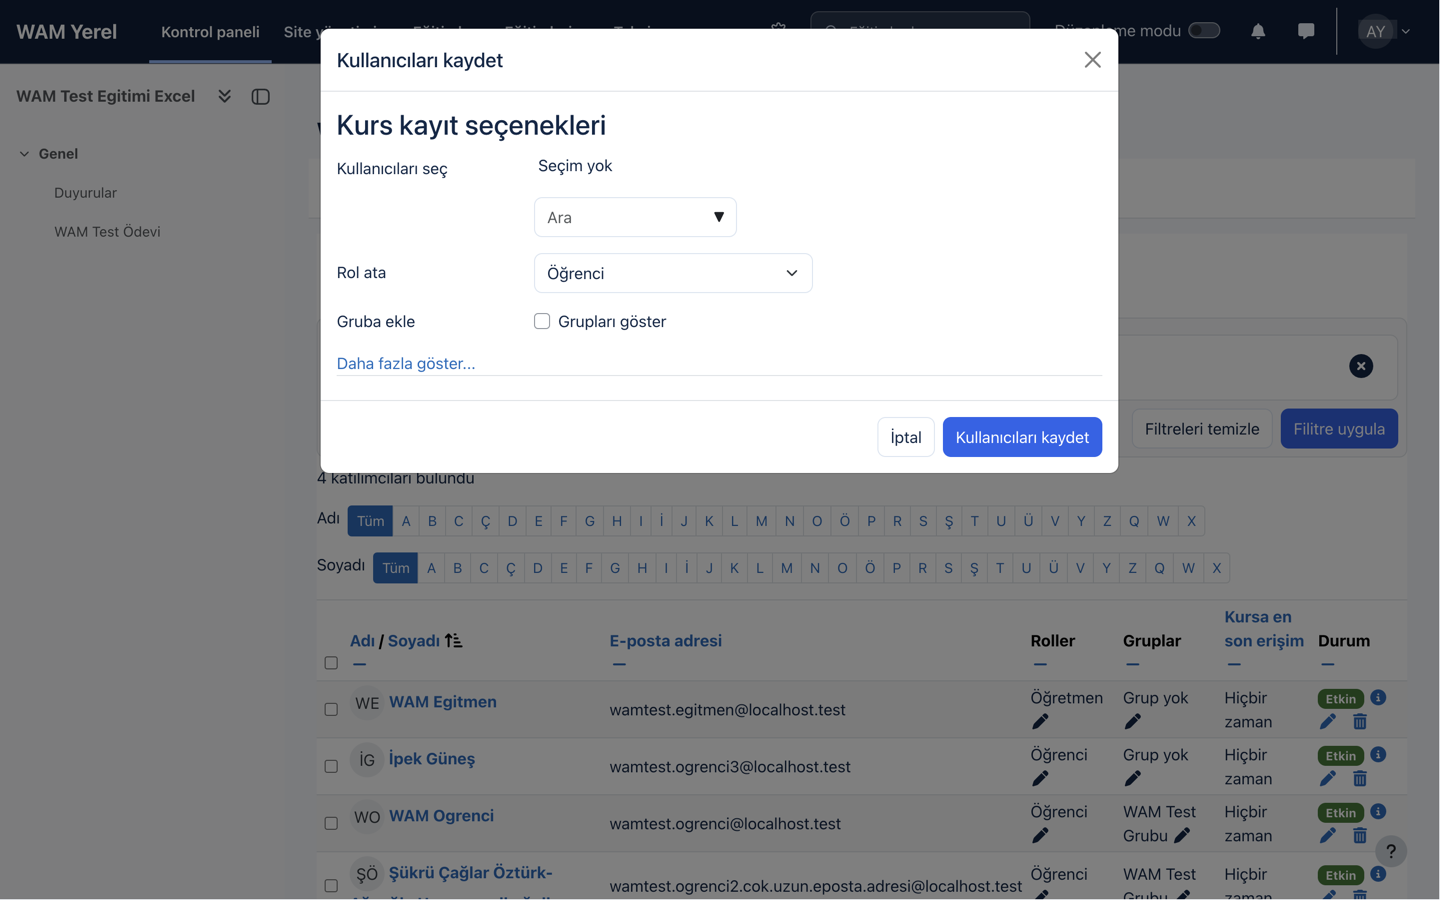 WAM Yerel
Kontrol paneli
Düzenleme modu
AY
WAM Test Egitimi Excel
Genel
Duyurular
WAM Test Ödevi
Kullanıcıları kaydet
Kurs kayıt seçenekleri
Kullanıcıları seç
Seçim yok
Ara
Rol ata
Öğrenci
Gruba ekle
Grupları göster
Daha fazla göster...
İptal
Kullanıcıları kaydet
Filtreleri temizle
Filitre uygula
4 katılımcıları bulundu
Adı Tüm A B C Ç D E F G H I İ J K L M N O Ö P R S Ş T U Ü V Y Z Q W X
Soyadı Tüm A B C Ç D E F G H I İ J K L M N O Ö P R S Ş T U Ü V Y Z Q W X
Adı / Soyadı
E-posta adresi
Roller
Gruplar
Kursa en
son erişim
Durum
WE WAM Egitmen
wamtest.egitmen@localhost.test
Öğretmen
Grup yok
Hiçbir
zaman
Etkin
İG İpek Güneş
wamtest.ogrenci3@localhost.test
Öğrenci
Grup yok
Hiçbir
zaman
Etkin
WO WAM Ogrenci
wamtest.ogrenci@localhost.test
Öğrenci
WAM Test
Grubu
Hiçbir
zaman
Etkin
ŞÖ Şükrü Çağlar Öztürk-
wamtest.ogrenci2.cok.uzun.eposta.adresi@localhost.test
Öğrenci
WAM Test
Grubu
Hiçbir
zaman
Etkin
?